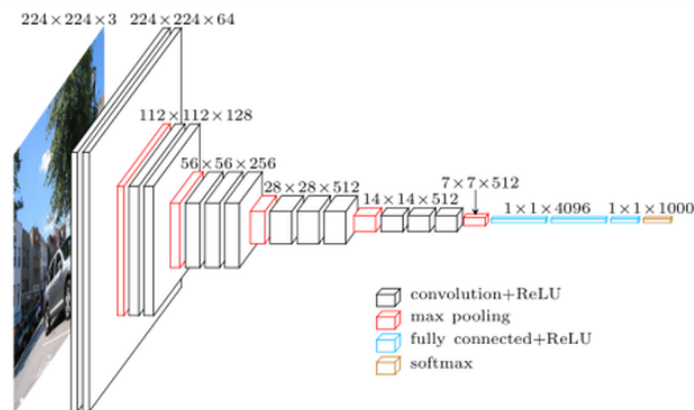 224×224×3
224×224×64
112×112×128
56×56×256
28×28×512
14×14×512
7×7×512
1×1×4096
1×1×1000
convolution+ReLU
max pooling
fully connected+ReLU
softmax